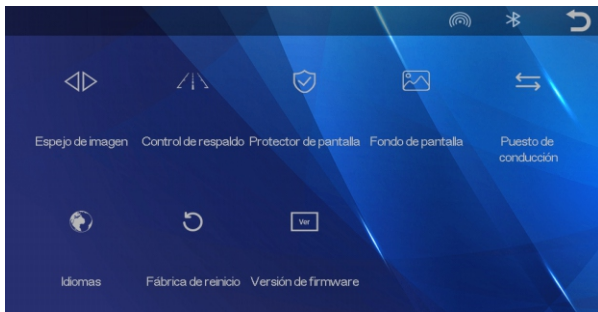 Espejo de imagen
Control de respaldo
Protector de pantalla
Fondo de pantalla
Puesto de
conducción
Idiomas
Fábrica de reinicio
Ver
Versión de firmware